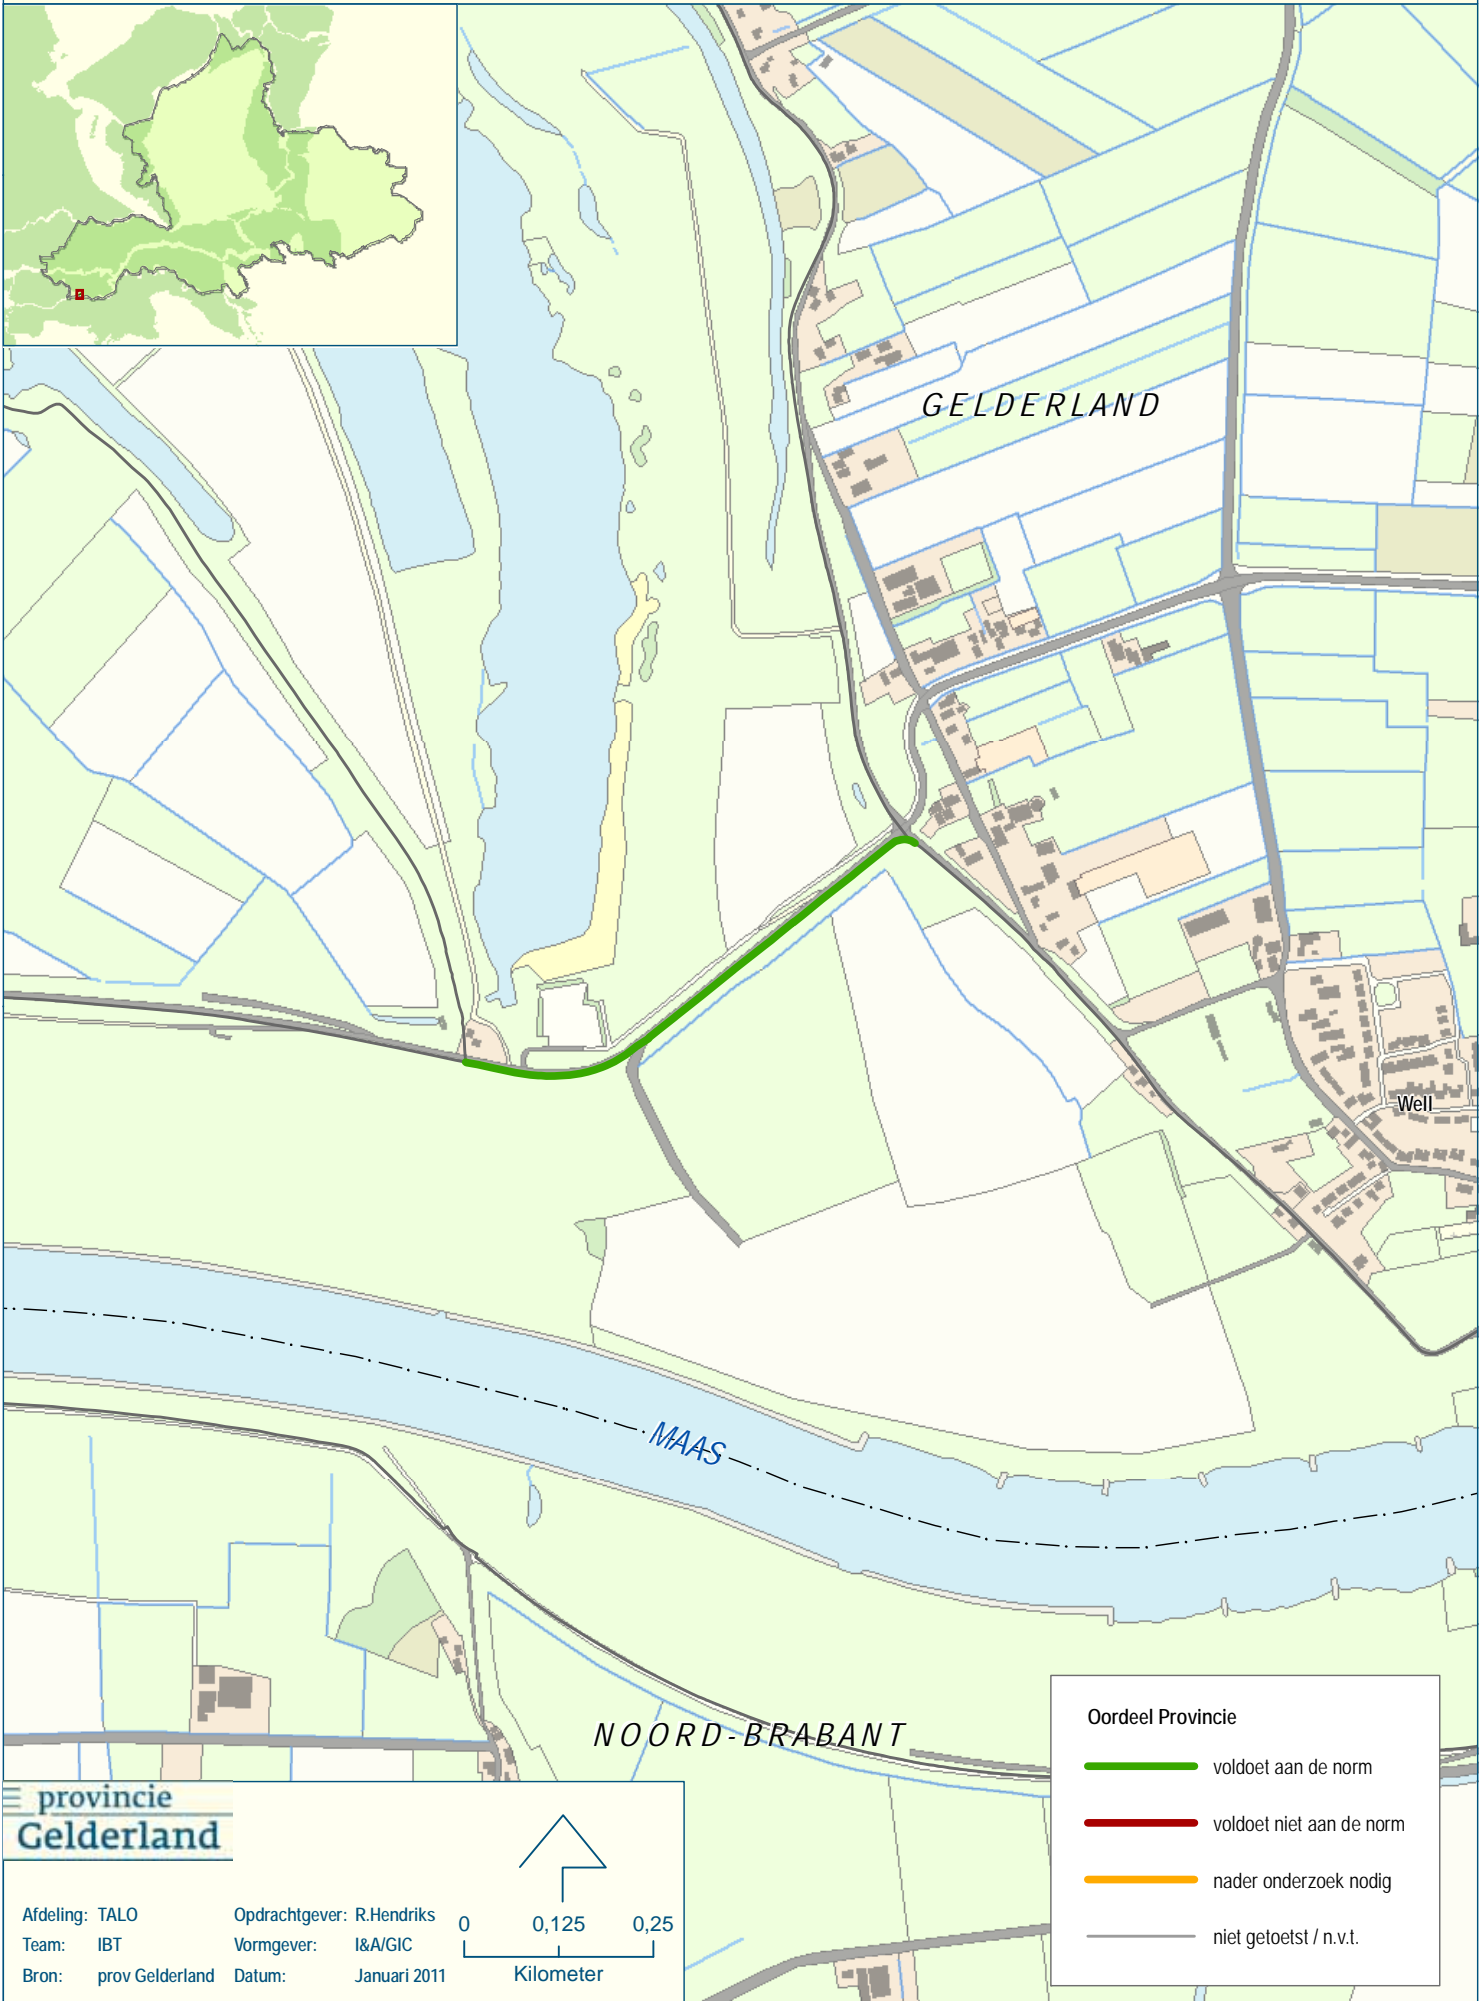 GELDERLAND
Well
MAAS
NOORD-BRABANT
Oordeel Provincie
voldoet aan de norm
voldoet niet aan de norm
nader onderzoek nodig
niet getoetst / n.v.t.
provincie
Gelderland
Afdeling: TALO Opdrachtgever: R.Hendriks
Team: IBT Vormgever: I&A/GIC
Bron: prov Gelderland Datum: Januari 2011
0 0,125 0,25
Kilometer